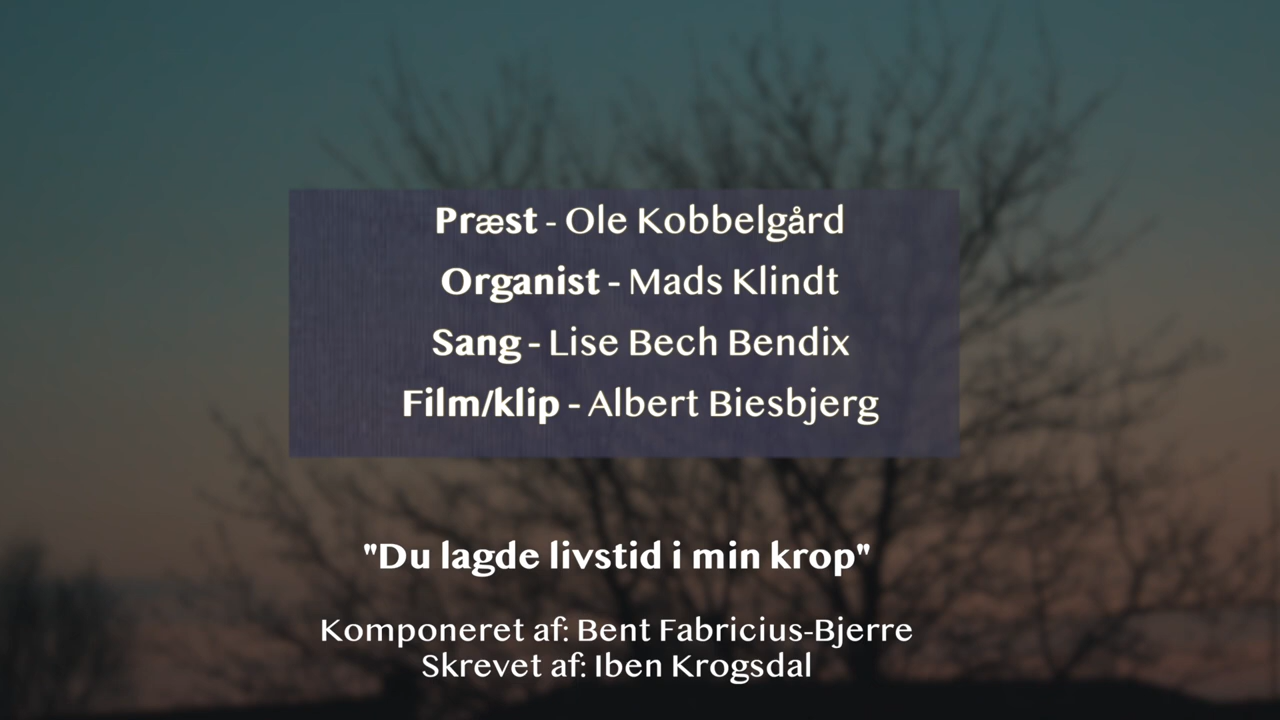 Præst - Ole Kobbelgård
Organist - Mads Klindt
Sang - Lise Bech Bendix
Film/klip - Albert Biesbjerg
"Du lagde livstid i min krop"
Komponeret af: Bent Fabricius-Bjerre
Skrevet af: Iben Krogsdal